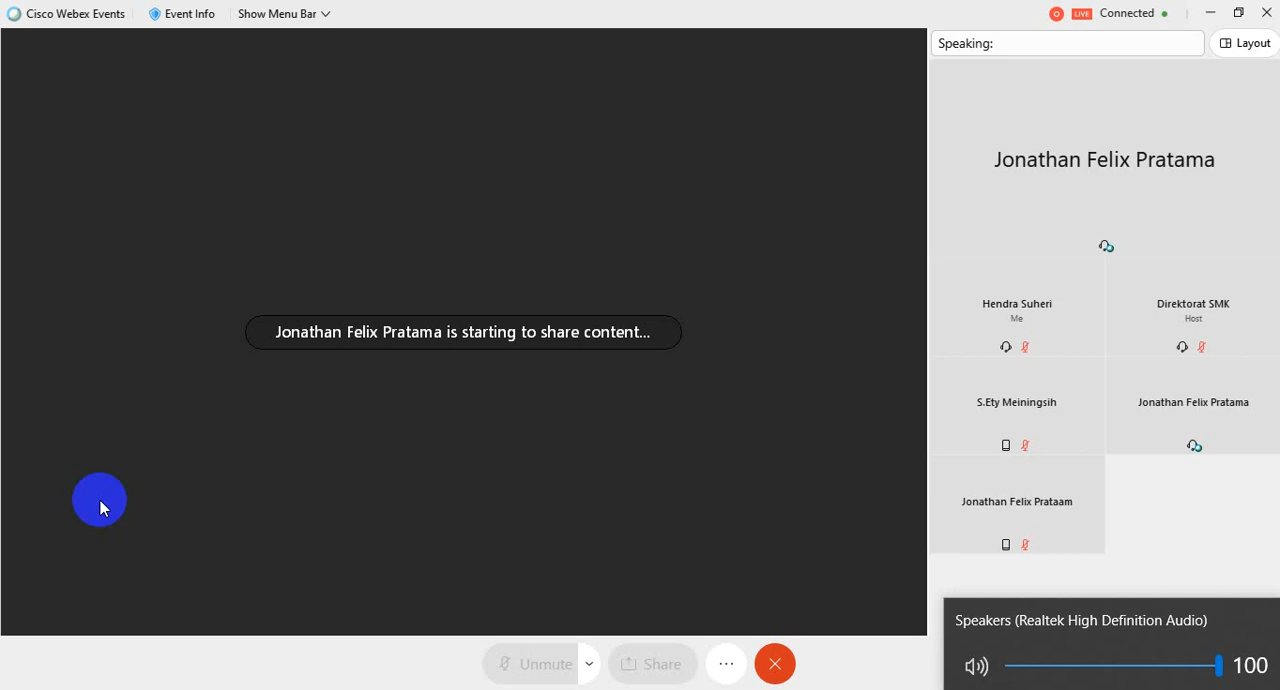 Cisco Webex Events
Event Info
Show Menu Bar
LIVE
Connected
Speaking:
Layout
Jonathan Felix Pratama
Jonathan Felix Pratama is starting to share content...
Hendra Suheri
Me
Direktorat SMK
Host
S.Ety Meiningsih
Jonathan Felix Pratama
Jonathan Felix Prataam
Speakers (Realtek High Definition Audio)
100
Unmute
Share